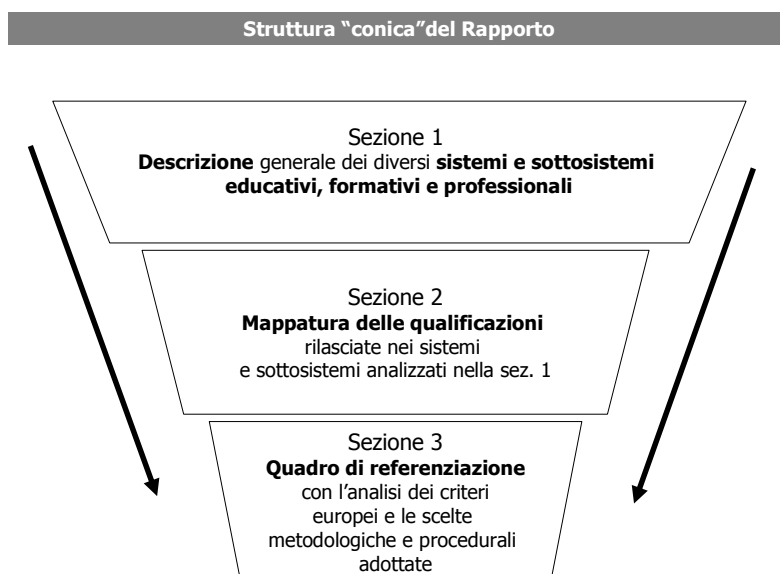 Struttura “conica”del Rapporto
Sezione 1
Descrizione generale dei diversi sistemi e sottosistemi
educativi, formativi e professionali
Sezione 2
Mappatura delle qualificazioni
rilasciate nei sistemi
e sottosistemi analizzati nella sez. 1
Sezione 3
Quadro di referenziazione
con l’analisi dei criteri
europei e le scelte
metodologiche e procedurali
adottate